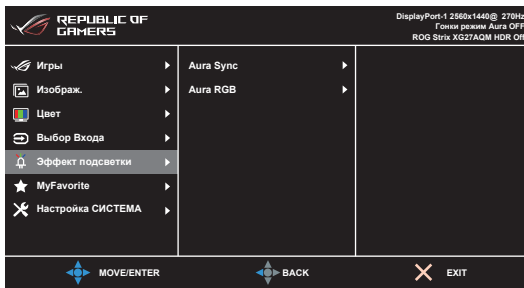 REPUBLIC OF
GAMERS
DisplayPort-1 2560x1440@ 270Hz
Гонки режим Aura OFF
ROG Strix XG27AQM HDR Off
Игры
Изображ.
Цвет
Выбор Входа
Эффект подсветки
MyFavorite
Настройка СИСТЕМА
Aura Sync
Aura RGB
MOVE/ENTER
BACK
EXIT